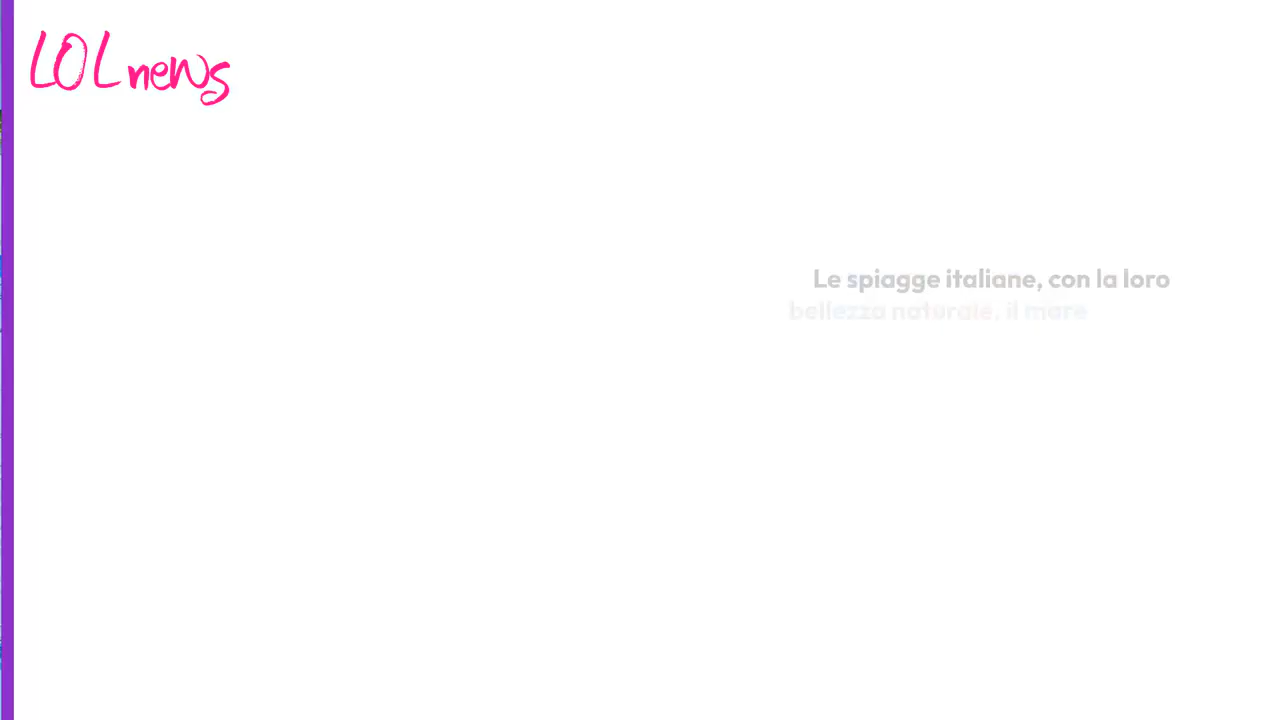 LOL news
Le spiagge italiane, con la loro
bellezza naturale, il mare